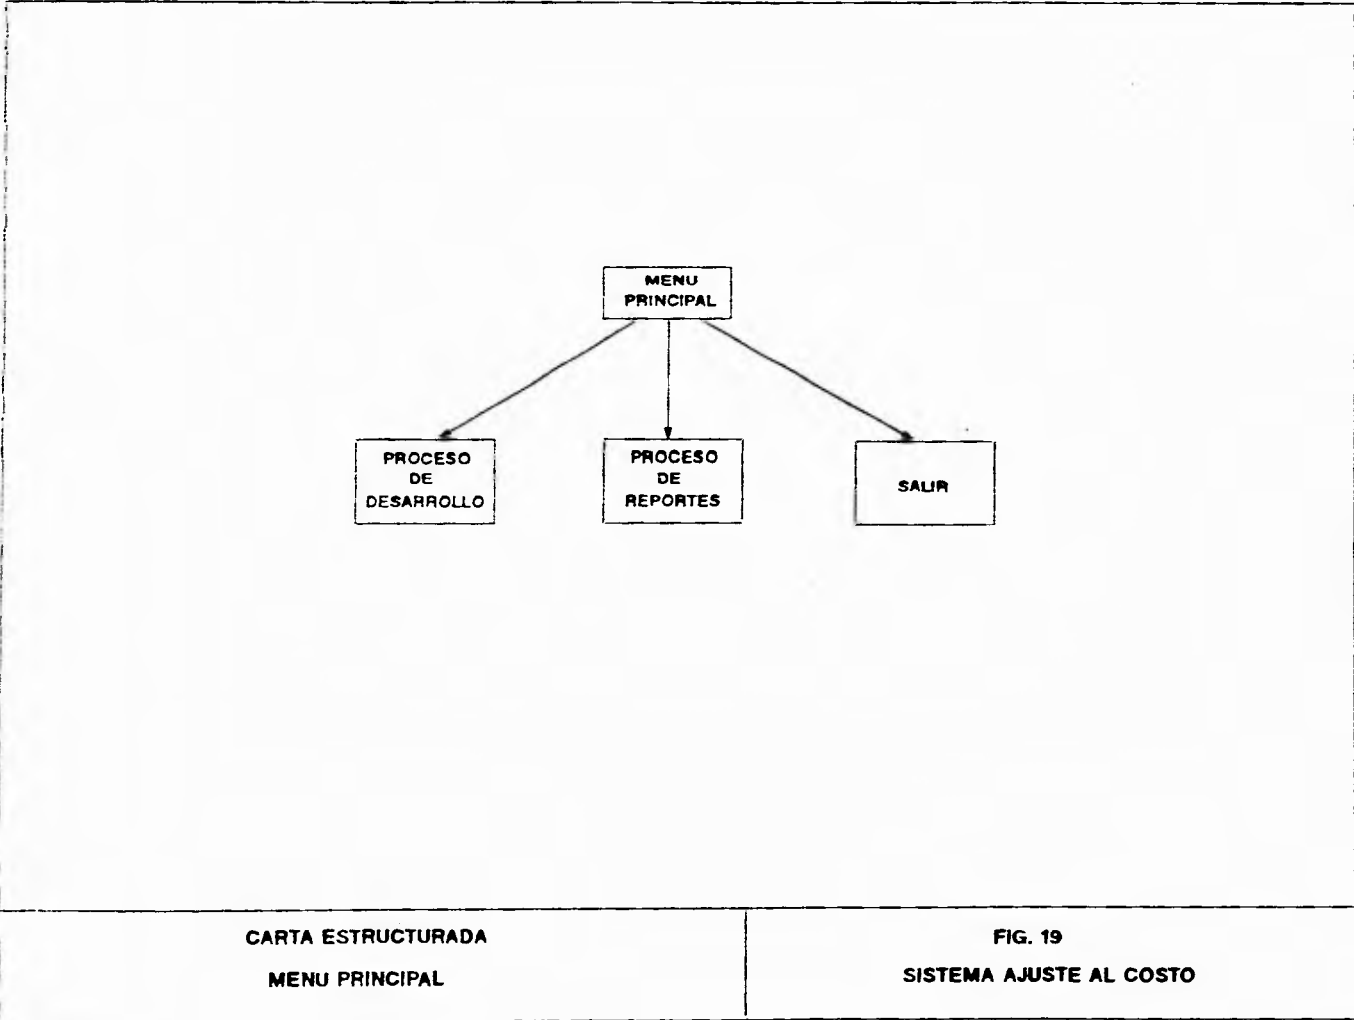 MENU
PRINCIPAL
PROCESO
DE
DESARROLLO
PROCESO
DE
REPORTES
SALIR
CARTA ESTRUCTURADA
MENU PRINCIPAL
FIG. 19
SISTEMA AJUSTE AL COSTO